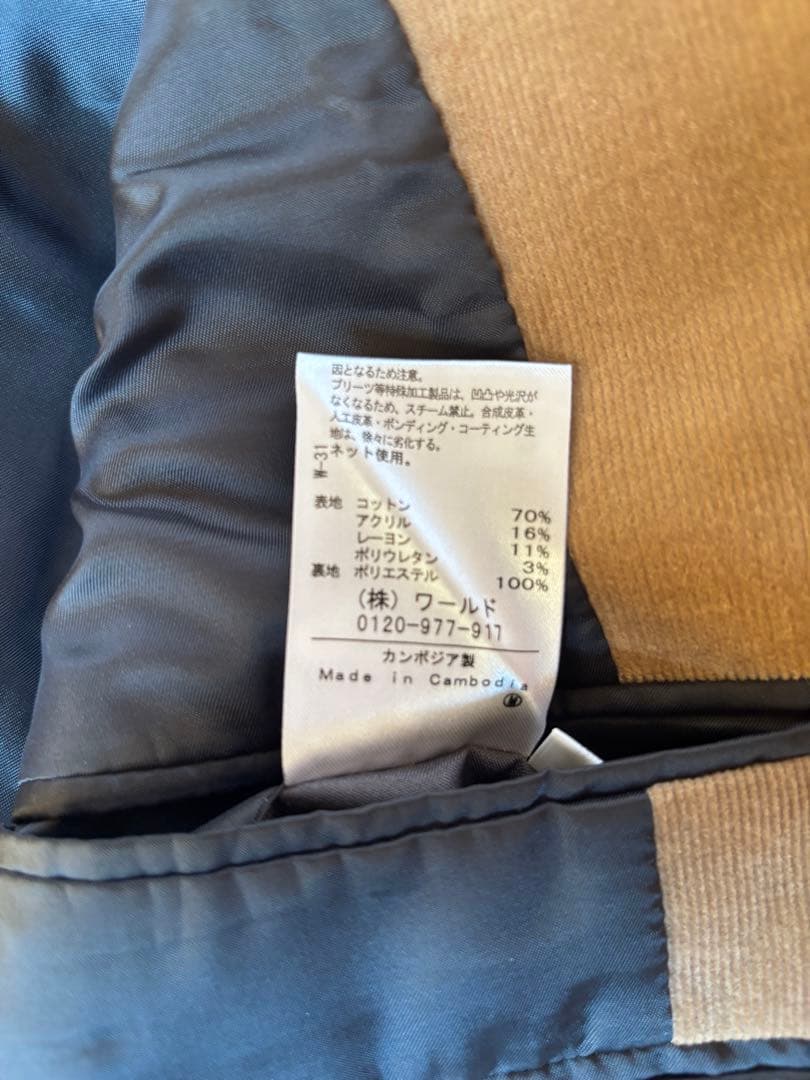 因となるため注意。
プリーツ等特殊加工製品は、凹凸や光沢が
なくなるため、スチーム禁止。合成皮革・
人工皮革・ボンディング・コーティング生
地は、徐々に劣化する。
ネット使用。
W-31
表地 コットン 70%
アクリル 16%
レーヨン 11%
ポリウレタン 3%
裏地 ポリエステル 100%
(株) ワールド
0120-977-917
カンボジア製
Made in Cambodia